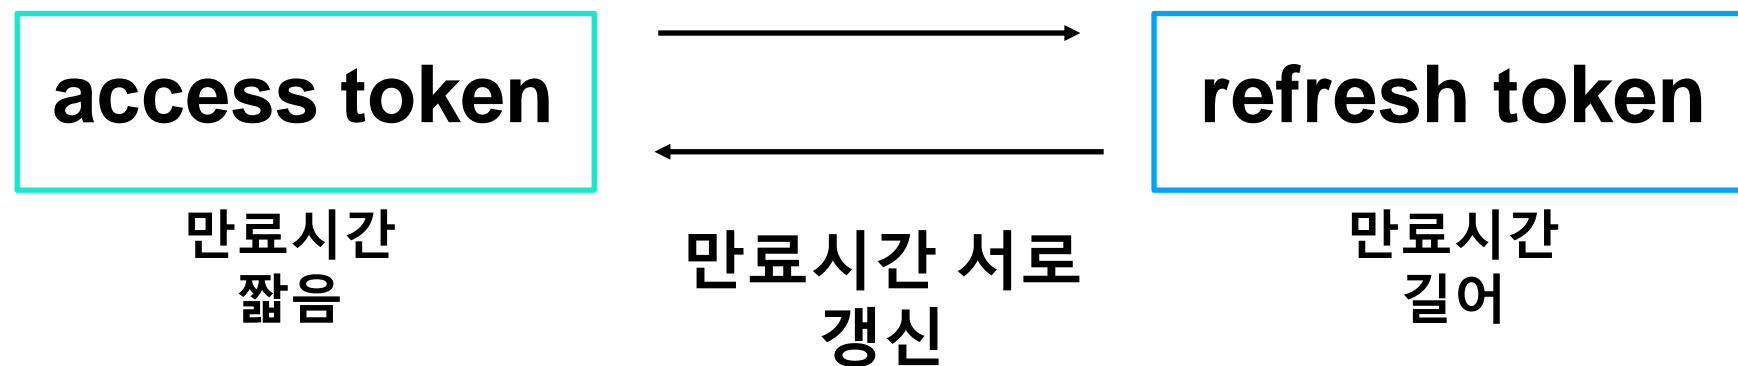 access token
refresh token
만료시간
짧음
만료시간 서로
갱신
만료시간
길어